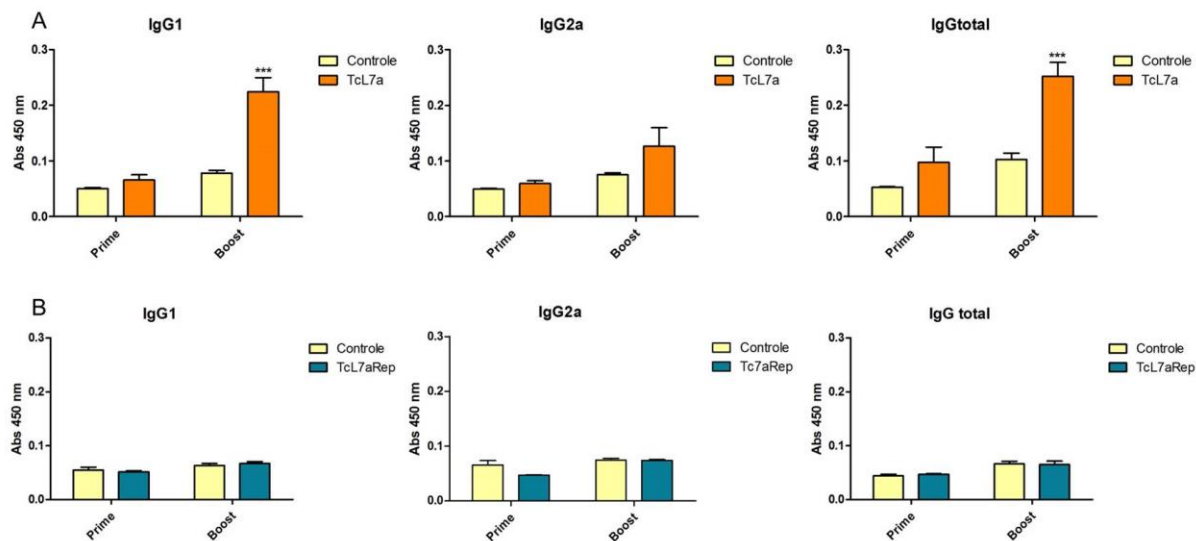 A
IgG1
Abs 450 nm
0.3
0.2
0.1
0.0
Prime
Boost
***
Controle
TcL7a
IgG2a
Abs 450 nm
0.3
0.2
0.1
0.0
Prime
Boost
Controle
TcL7a
IgGtotal
Abs 450 nm
0.3
0.2
0.1
0.0
Prime
Boost
***
Controle
TcL7a
B
IgG1
Abs 450 nm
0.3
0.2
0.1
0.0
Prime
Boost
Controle
TcL7aRep
IgG2a
Abs 450 nm
0.3
0.2
0.1
0.0
Prime
Boost
Controle
Tc7aRep
IgG total
Abs 450 nm
0.3
0.2
0.1
0.0
Prime
Boost
Controle
TcL7aRep